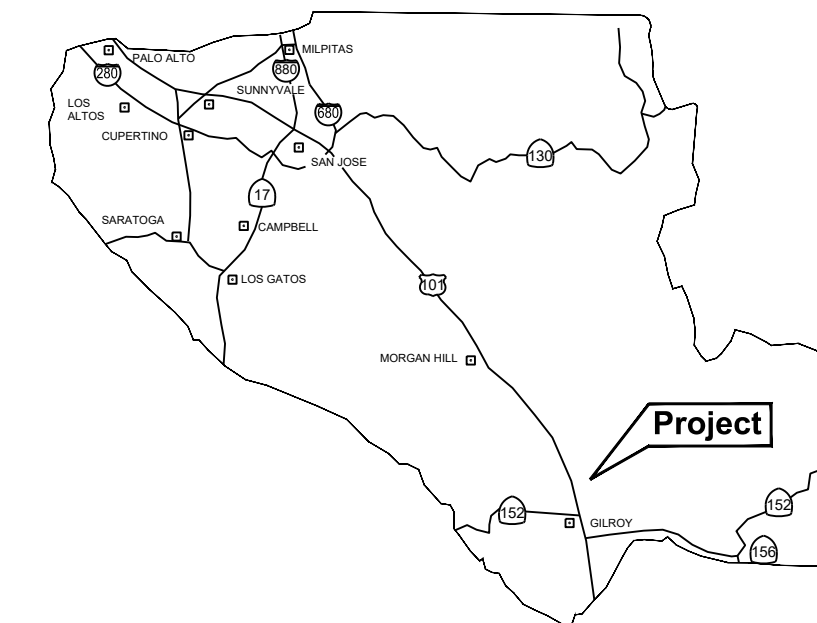 MILPITAS
PALO ALTO
280
880
SUNNYVALE
LOS
ALTOS
680
CUPERTINO
130
SAN JOSE
17
SARATOGA
CAMPBELL
LOS GATOS
101
MORGAN HILL
Project
152
152
GILROY
156